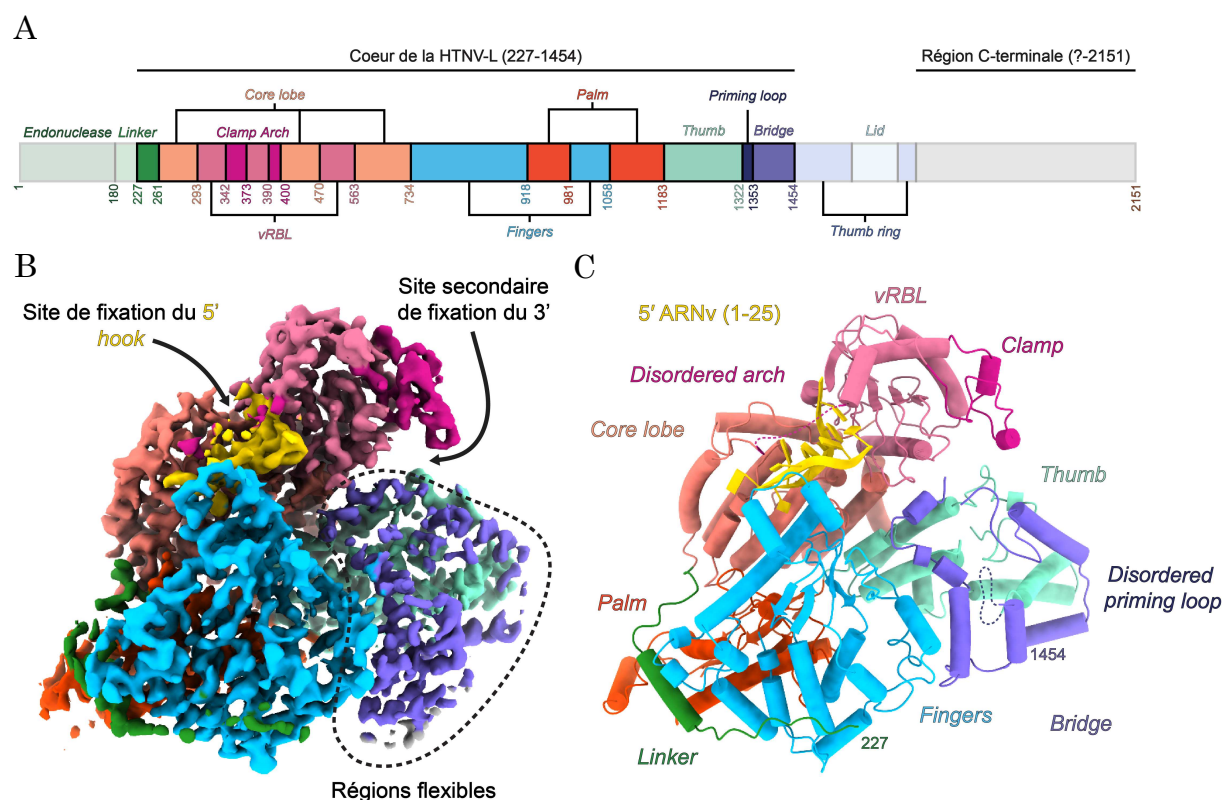 A
Coeur de la HTNV-L (227-1454)
Région C-terminale (?-2151)
Core lobe
Palm
Priming loop
Endonuclease
Linker
Clamp Arch
Thumb
Bridge
Lid
1
180
227
261
293
342
373
390
400
470
563
734
918
981
1058
1183
1322
1353
1454
2151
vRBL
Fingers
Thumb ring
B
Site de fixation du 5’
hook
Site secondaire
de fixation du 3’
Régions flexibles
C
5′ ARNv (1-25)
vRBL
Clamp
Disordered arch
Core lobe
Thumb
Palm
Disordered
priming loop
1454
Fingers
Bridge
227
Linker